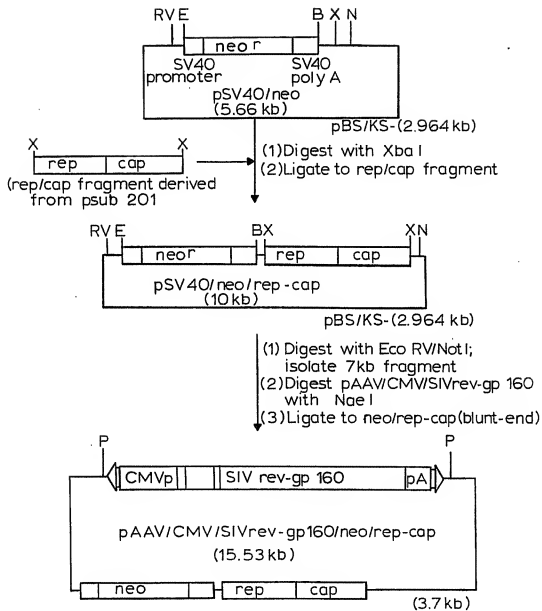 RV E B X N
neo r
SV40 promoter
SV40 poly A
pSV40/neo
(5.66 kb)
pBS/KS-(2.964 kb)
X X
rep cap
(rep/cap fragment derived
from psub 201
(1)Digest with Xba I
(2)Ligate to rep/cap fragment
RV E BX X N
neor rep cap
pSV40/neo/rep-cap
(10 kb)
pBS/KS-(2.964 kb)
(1) Digest with Eco RV/NotI;
isolate 7kb fragment
(2) Digest pAAV/CMV/SIVrev-gp 160
with Nae I
(3) Ligate to neo/rep-cap(blunt-end)
P P
CMVp SIV rev-gp 160 pA
pAAV/CMV/SIVrev-gp160/neo/rep-cap
(15.53 kb)
neo rep cap
(3.7 kb)